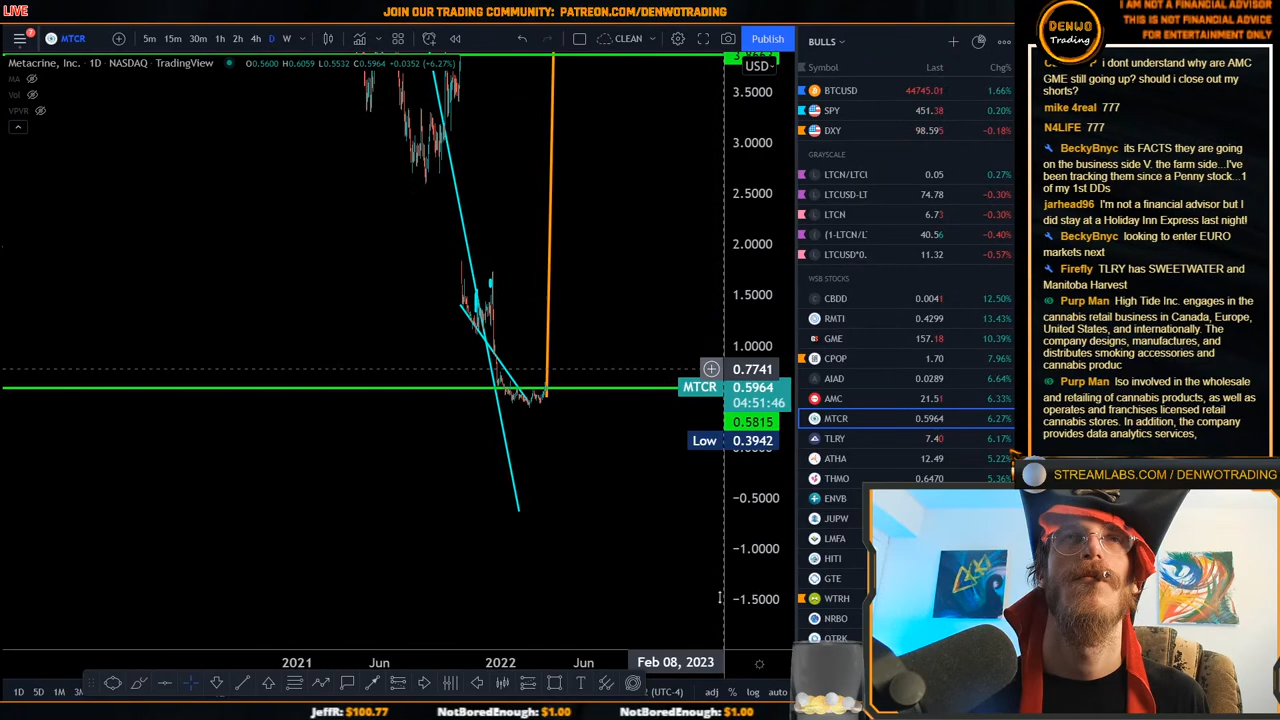 LIVE
JOIN OUR TRADING COMMUNITY: PATREON.COM/DENWOTRADING
I AM NOT A FINANCIAL ADVISOR
THIS IS NOT FINANCIAL ADVICE
FOR ENTERTAINMENT ONLY
DENWO
Trading
7
MTCR
5m 15m 30m 1h 2h 4h D W
CLEAN
Publish
Metacrine, Inc. · 1D · NASDAQ · TradingView
O0.5600 H0.6059 L0.5532 C0.5964 +0.0352 (+6.27%)
MA
Vol
VPVR
USD
3.5000
3.0000
2.5000
2.0000
1.5000
1.0000
0.7741
MTCR 0.5964
04:51:46
0.5815
Low 0.3942
−0.5000
−1.0000
−1.5000
2021 Jun 2022 Jun Feb 08, 2023
1D 5D 1M 3M
(UTC-4) adj % log auto
BULLS
Symbol Last Chg%
BTCUSD 44745.01 1.66%
SPY 451.38 0.20%
DXY 98.595 −0.18%
GRAYSCALE
LTCN/LTCI 0.05 0.27%
LTCUSD-LT 74.78 −0.30%
LTCN 6.73 −0.30%
(1-LTCN/L 40.56 −0.40%
LTCUSD*0. 11.32 −0.57%
WSB STOCKS
CBDD 0.0041 12.50%
RMTI 0.4299 13.43%
GME 157.18 10.39%
CPOP 1.70 7.96%
AIAD 0.0289 6.64%
AMC 21.51 6.33%
MTCR 0.5964 6.27%
TLRY 7.40 6.17%
ATHA 12.49 5.22%
THMO 0.6470 5.36%
ENVB
JUPW
LMFA
HITI
GTE
WTRH
NRBO
OTRK
i dont understand why are AMC
GME still going up? should i close out my
shorts?
mike 4real 777
N4LIFE 777
BeckyBnyc its FACTS they are going
on the business side V. the farm side...I've
been tracking them since a Penny stock...1
of my 1st DDs
jarhead96 I'm not a financial advisor but I
did stay at a Holiday Inn Express last night!
BeckyBnyc looking to enter EURO
markets next
Firefly TLRY has SWEETWATER and
Manitoba Harvest
Purp Man High Tide Inc. engages in the
cannabis retail business in Canada, Europe,
United States, and internationally. The
company designs, manufactures, and
distributes smoking accessories and
cannabis produc
Purp Man Iso involved in the wholesale
and retailing of cannabis products, as well as
operates and franchises licensed retail
cannabis stores. In addition, the company
provides data analytics services,
STREAMLABS.COM / DENWOTRADING
JeffR: $100.77 NotBoredEnough: $1.00 NotBoredEnough: $1.00